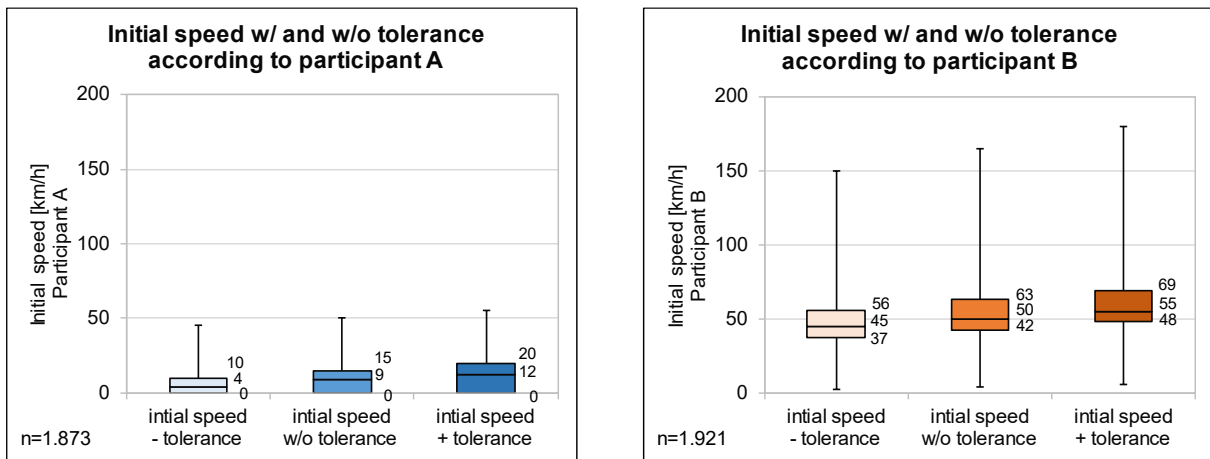 Initial speed w/ and w/o tolerance
according to participant A
Initial speed [km/h]
Participant A
200
150
100
50
0
10
4
0
15
9
0
20
12
0
intial speed
- tolerance
intial speed
w/o tolerance
intial speed
+ tolerance
n=1.873
Initial speed w/ and w/o tolerance
according to participant B
Initial speed [km/h]
Participant B
200
150
100
50
0
56
45
37
63
50
42
69
55
48
intial speed
- tolerance
intial speed
w/o tolerance
intial speed
+ tolerance
n=1.921